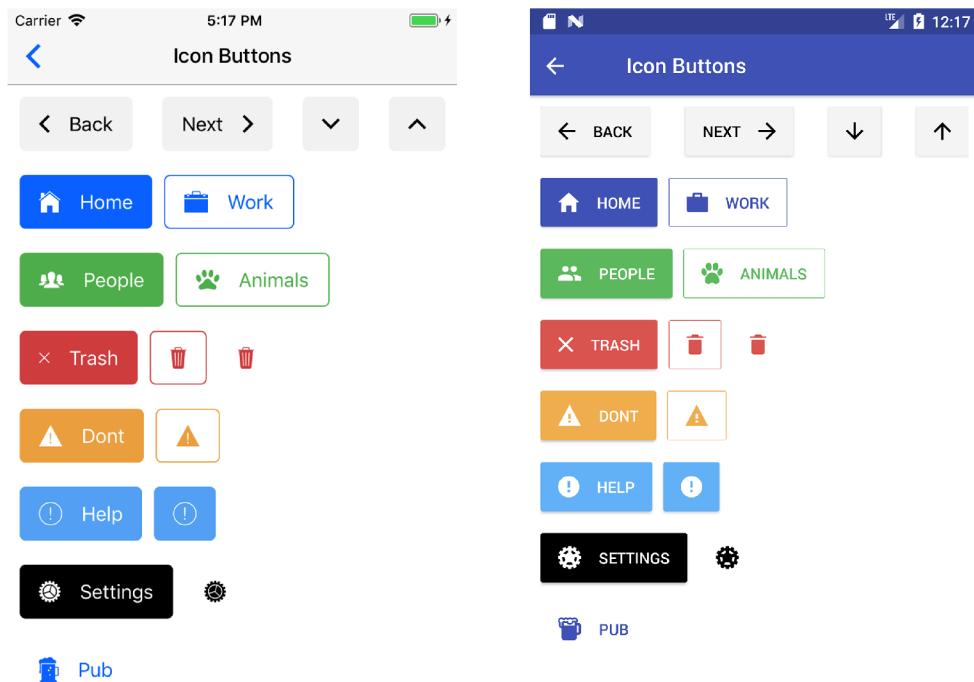 Carrier 5:17 PM
Icon Buttons
Back Next
Home Work
People Animals
Trash
Dont
Help
Settings
Pub
LTE 12:17
Icon Buttons
BACK NEXT
HOME WORK
PEOPLE ANIMALS
TRASH
DONT
HELP
SETTINGS
PUB